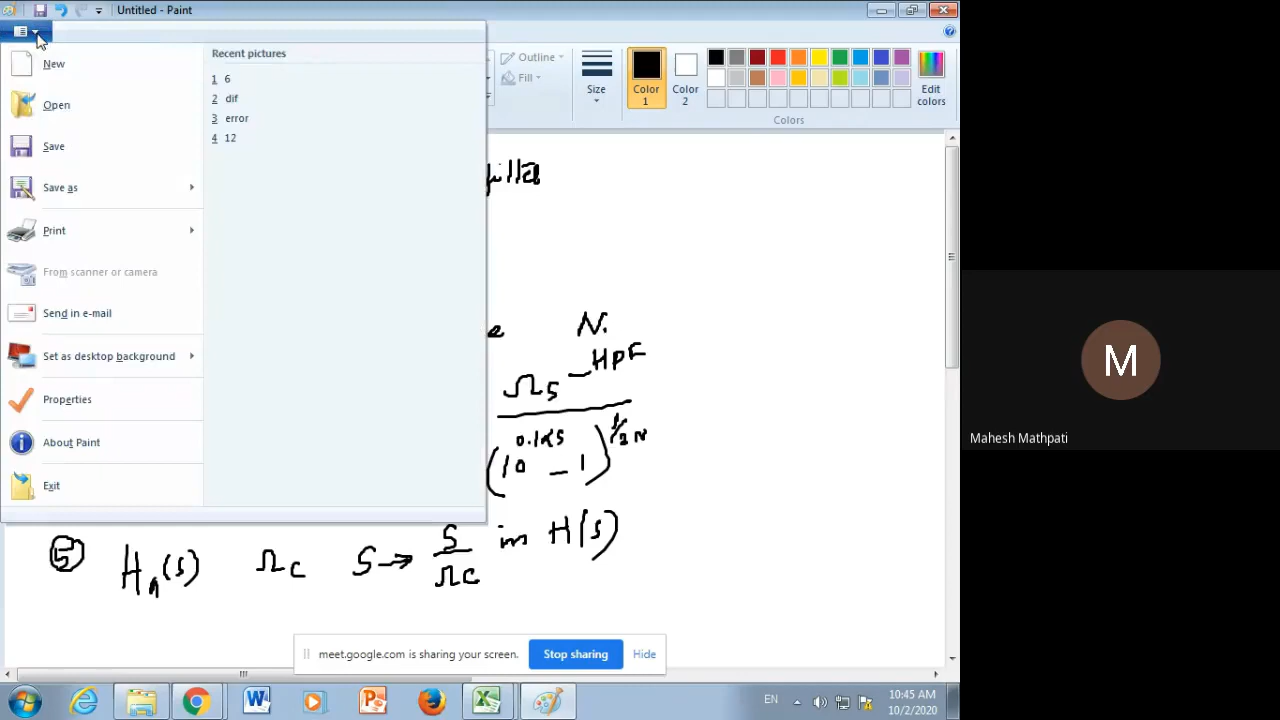 Untitled - Paint
New
Open
Save
Save as
Print
From scanner or camera
Send in e-mail
Set as desktop background
Properties
About Paint
Exit
Recent pictures
1 6
2 dif
3 error
4 12
Outline
Fill
Size
Color 1
Color 2
Edit colors
Colors
N.
Ωs - HPF
(10^0.1αs - 1)^1/2N
⑤ Ha(s) Ωc S → S/Ωc in H(s)
meet.google.com is sharing your screen.
Stop sharing
Hide
M
Mahesh Mathpati
EN
10:45 AM
10/2/2020